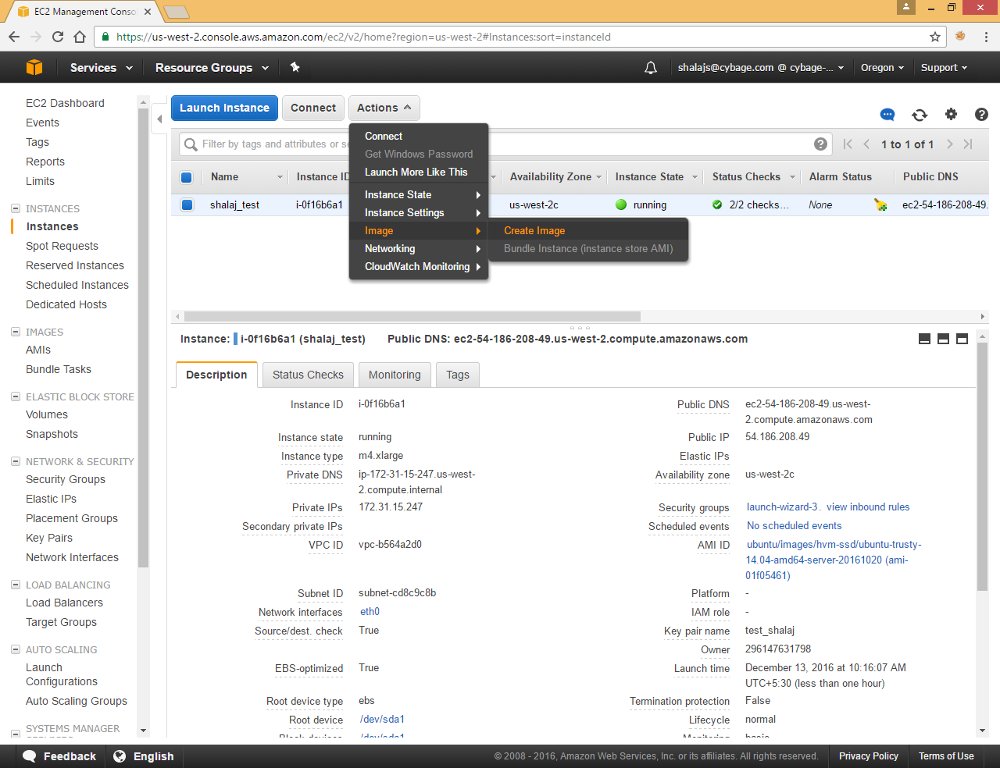 EC2 Management Conso
https://us-west-2.console.aws.amazon.com/ec2/v2/home?region=us-west-2#Instances:sort=instanceId
Services
Resource Groups
shalajs@cybage.com @ cybage-...
Oregon
Support
EC2 Dashboard
Events
Tags
Reports
Limits
INSTANCES
Instances
Spot Requests
Reserved Instances
Scheduled Instances
Dedicated Hosts
IMAGES
AMIs
Bundle Tasks
ELASTIC BLOCK STORE
Volumes
Snapshots
NETWORK & SECURITY
Security Groups
Elastic IPs
Placement Groups
Key Pairs
Network Interfaces
LOAD BALANCING
Load Balancers
Target Groups
AUTO SCALING
Launch
Configurations
Auto Scaling Groups
SYSTEMS MANAGER
Launch Instance
Connect
Actions
Connect
Get Windows Password
Launch More Like This
Instance State
Instance Settings
Image
Networking
CloudWatch Monitoring
Create Image
Bundle Instance (instance store AMI)
Filter by tags and attributes or
1 to 1 of 1
Name Instance ID Availability Zone Instance State Status Checks Alarm Status Public DNS
shalaj_test i-0f16b6a1 us-west-2c running 2/2 checks... None ec2-54-186-208-49.
Instance: i-0f16b6a1 (shalaj_test) Public DNS: ec2-54-186-208-49.us-west-2.compute.amazonaws.com
Description
Status Checks
Monitoring
Tags
Instance ID i-0f16b6a1
Instance state running
Instance type m4.xlarge
Private DNS ip-172-31-15-247.us-west-
2.compute.internal
Private IPs 172.31.15.247
Secondary private IPs
VPC ID vpc-b564a2d0
Subnet ID subnet-cd8c9c8b
Network interfaces eth0
Source/dest. check True
EBS-optimized True
Root device type ebs
Root device /dev/sda1
Block devices /dev/sda1
Public DNS ec2-54-186-208-49.us-west-
2.compute.amazonaws.com
Public IP 54.186.208.49
Elastic IPs
Availability zone us-west-2c
Security groups launch-wizard-3. view inbound rules
Scheduled events No scheduled events
AMI ID ubuntu/images/hvm-ssd/ubuntu-trusty-
14.04-amd64-server-20161020 (ami-
01f05461)
Platform -
IAM role -
Key pair name test_shalaj
Owner 296147631798
Launch time December 13, 2016 at 10:16:07 AM
UTC+5:30 (less than one hour)
Termination protection False
Lifecycle normal
Monitoring basic
Feedback
English
© 2008 - 2016, Amazon Web Services, Inc. or its affiliates. All rights reserved.
Privacy Policy
Terms of Use